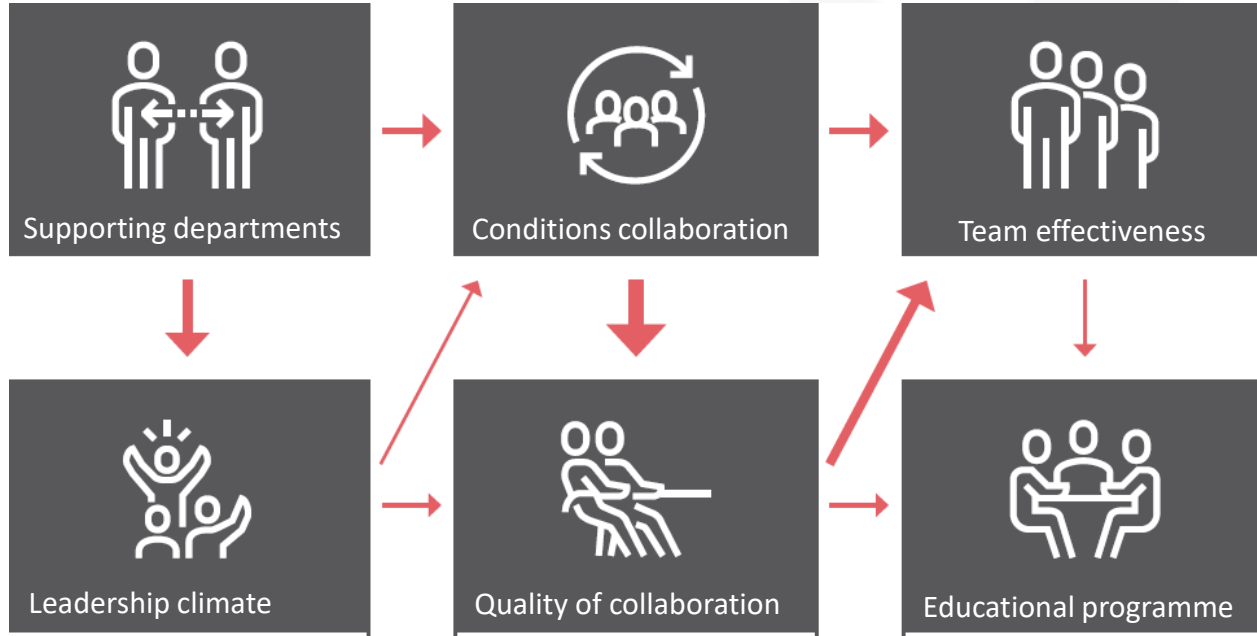 Supporting departments
Conditions collaboration
Team effectiveness
Leadership climate
Quality of collaboration
Educational programme